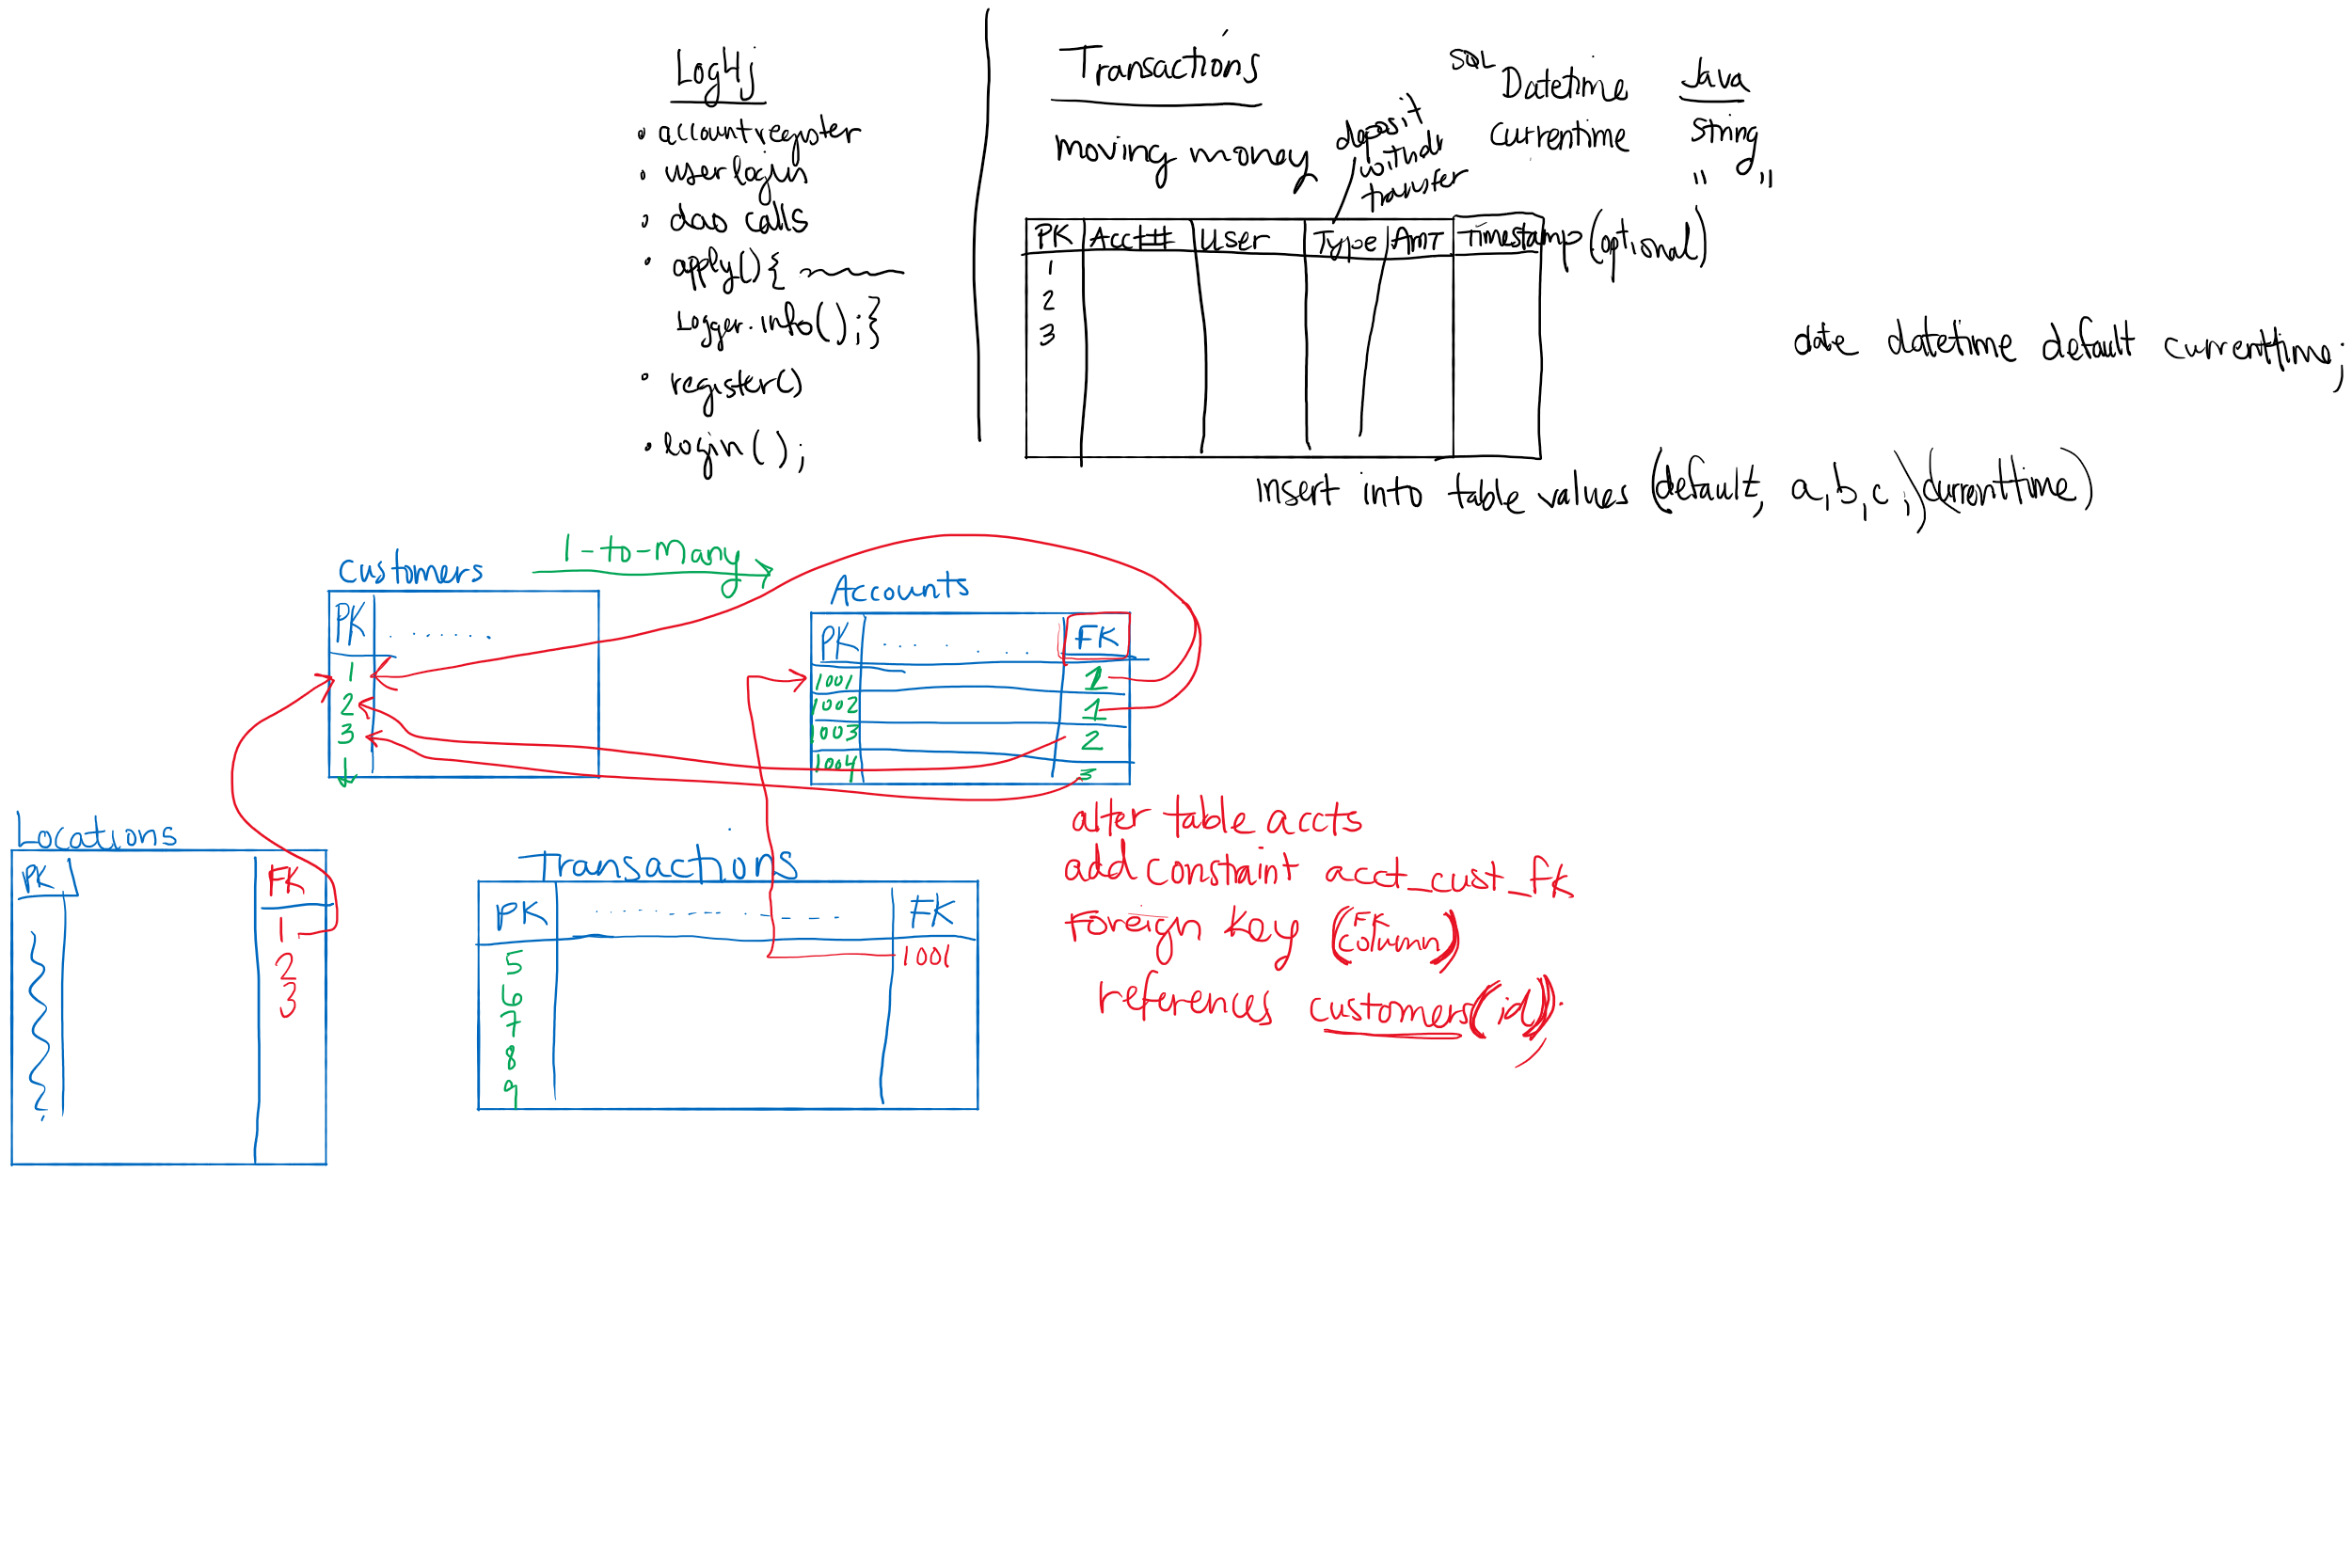 Log4j
• accountregister
• user login
• dao calls
• apply(){
Logger.info();}
• register()
• login();
Transactions
moving money
deposit
withdr
transfer
SQL
Datetime
currentime
Java
String
" "
PK Acct# User Type Amt Timestamp (optional)
1
2
3
date datetime default currenttime;
insert into table values (default, a,b,c,)(currenttime)
1-to-Many
Customers
PK .......
1
2
3
Accounts
PK ....... FK
1001 1
1002 1
1003 2
1004 3
Locations
PK FK
1
2
3
Transactions
PK FK
5 1001
6
7
8
9
alter table accts
add constraint acct_cust_fk
Foreign Key (FK column)
references customers(id);